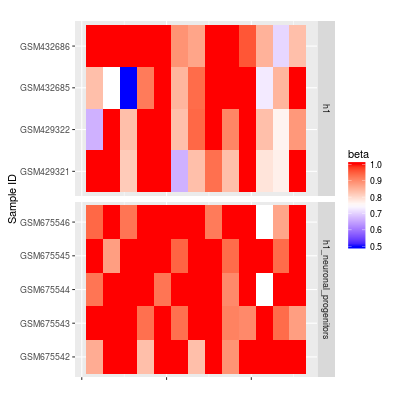 GSM432686
GSM432685
GSM429322
GSM429321
h1
GSM675546
GSM675545
GSM675544
GSM675543
GSM675542
h1_neuronal_progenitors
Sample ID
beta
1.0
0.9
0.8
0.7
0.6
0.5